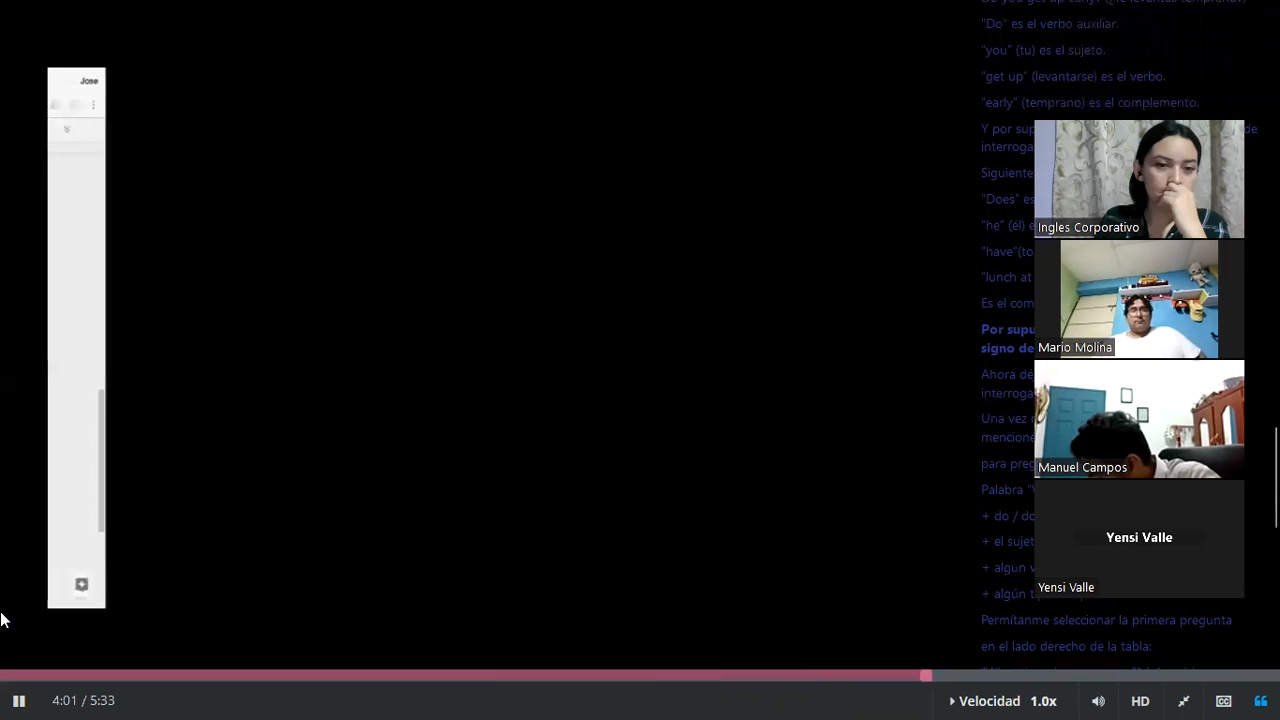 Jose
"Do" es el verbo auxiliar.
"you" (tu) es el sujeto.
"get up" (levantarse) es el verbo.
"early" (temprano) es el complemento.
Y por sup
de
interroga
Siguiente
"Does" es
"he" (él) e
"have"(to
"lunch at
Es el com
Por supu
signo de
Ahora dé
interroga
Una vez
mencione
para preg
Palabra
+ do / do
+ el sujet
+ algún v
+ algún ti
Permítanme seleccionar la primera pregunta
en el lado derecho de la tabla:
Ingles Corporativo
Mario Molina
Manuel Campos
Yensi Valle
Yensi Valle
4:01 / 5:33
Velocidad 1.0x
HD
CC